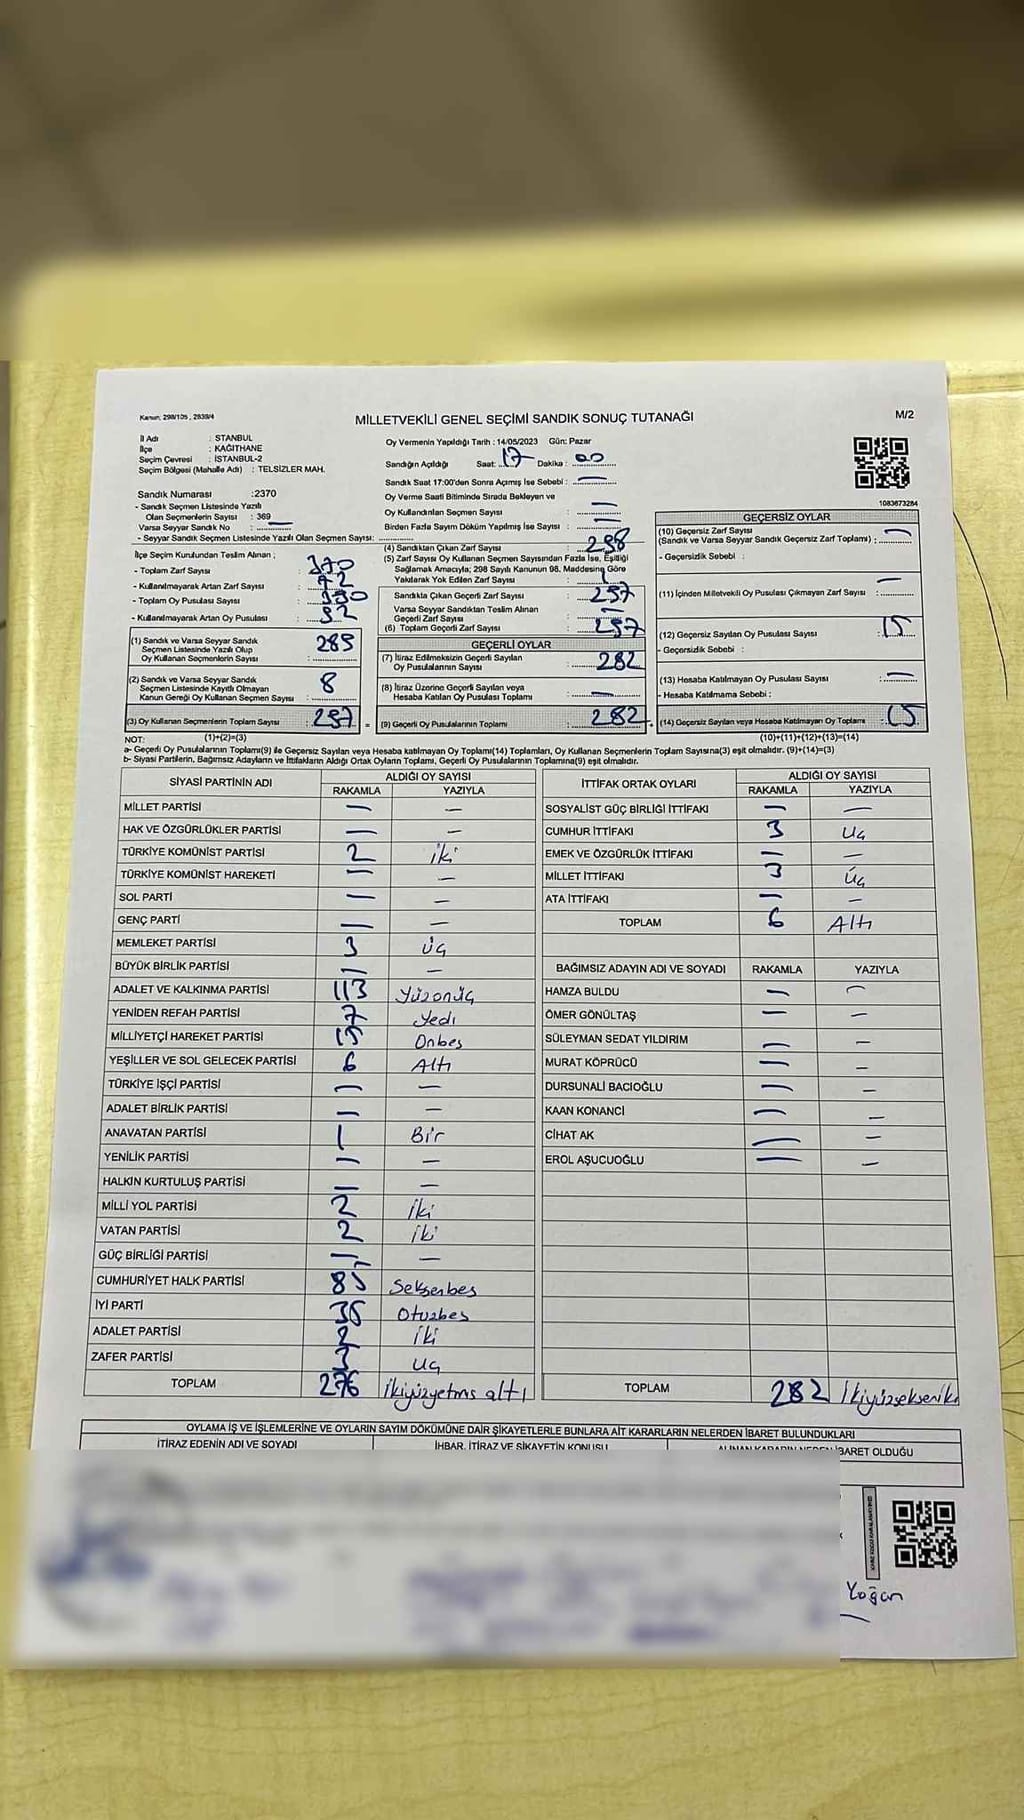 Kanun: 298/105 , 2839/4
MİLLETVEKİLİ GENEL SEÇİMİ SANDIK SONUÇ TUTANAĞI
M/2
İl Adı : STANBUL
İlçe : KAĞITHANE
Seçim Çevresi : İSTANBUL-2
Seçim Bölgesi (Mahalle Adı) : TELSİZLER MAH.
Oy Vermenin Yapıldığı Tarih : 14/05/2023 Gün: Pazar
Sandığın Açıldığı Saat: 17 Dakika : 00
Sandık Saat 17:00'den Sonra Açımış İse Sebebi : —
Oy Verme Saati Bitiminde Sırada Bekleyen ve
Oy Kullandırılan Seçmen Sayısı : —
Birden Fazla Sayım Döküm Yapılmış İse Sayısı : —
1083673284
Sandık Numarası :2370
- Sandık Seçmen Listesinde Yazılı
Olan Seçmenlerin Sayısı : 369
Varsa Seyyar Sandık No : —
- Seyyar Sandık Seçmen Listesinde Yazılı Olan Seçmen Sayısı:
İlçe Seçim Kurulundan Teslim Alınan ;
- Toplam Zarf Sayısı : 370
- Kullanılmayarak Artan Zarf Sayısı : 72
- Toplam Oy Pusulası Sayısı :
- Kullanılmayarak Artan Oy Pusulası :
(1) Sandık ve Varsa Seyyar Sandık
Seçmen Listesinde Yazılı Olup
Oy Kullanan Seçmenlerin Sayısı : 289
(2) Sandık ve Varsa Seyyar Sandık
Seçmen Listesinde Kayıtlı Olmayan
Kanun Gereği Oy Kullanan Seçmen Sayısı : 8
(3) Oy Kullanan Seçmenlerin Toplam Sayısı : 297 =
(4) Sandıktan Çıkan Zarf Sayısı : 298
(5) Zarf Sayısı Oy Kullanan Seçmen Sayısından Fazla İse, Eşitliği
Sağlamak Amacıyla; 298 Sayılı Kanunun 98. Maddesine Göre
Yakılarak Yok Edilen Zarf Sayısı : 1
Sandıkta Çıkan Geçerli Zarf Sayısı : 297
Varsa Seyyar Sandıktan Teslim Alınan
Geçerli Zarf Sayısı : —
(6) Toplam Geçerli Zarf Sayısı : 297
GEÇERLİ OYLAR
(7) İtiraz Edilmeksizin Geçerli Sayılan
Oy Pusulalarının Sayısı : 282
(8) İtiraz Üzerine Geçerli Sayılan veya
Hesaba Katılan Oy Pusulası Toplamı : —
(9) Geçerli Oy Pusulalarının Toplamı : 282
GEÇERSİZ OYLAR
(10) Geçersiz Zarf Sayısı
(Sandık ve Varsa Seyyar Sandık Geçersiz Zarf Toplamı) : —
- Geçersizlik Sebebi :
(11) İçinden Milletvekili Oy Pusulası Çıkmayan Zarf Sayısı : —
(12) Geçersiz Sayılan Oy Pusulası Sayısı : 15
- Geçersizlik Sebebi :
(13) Hesaba Katılmayan Oy Pusulası Sayısı : —
- Hesaba Katılmama Sebebi :
(14) Geçersiz Sayılan veya Hesaba Katılmayan Oy Toplamı : 15
NOT: (1)+(2)=(3) (10)+(11)+(12)+(13)=(14)
a- Geçerli Oy Pusulalarının Toplamı(9) ile Geçersiz Sayılan veya Hesaba katılmayan Oy Toplamı(14) Toplamları, Oy Kullanan Seçmenlerin Toplam Sayısına(3) eşit olmalıdır. (9)+(14)=(3)
b- Siyasi Partilerin, Bağımsız Adayların ve İttifakların Aldığı Ortak Oyların Toplamı, Geçerli Oy Pusulalarının Toplamına(9) eşit olmalıdır.
SİYASİ PARTİNİN ADI ALDIĞI OY SAYISI
RAKAMLA YAZIYLA
MİLLET PARTİSİ — —
HAK VE ÖZGÜRLÜKLER PARTİSİ — —
TÜRKİYE KOMÜNİST PARTİSİ 2 iki
TÜRKİYE KOMÜNİST HAREKETİ — —
SOL PARTİ — —
GENÇ PARTİ — —
MEMLEKET PARTİSİ 3 üç
BÜYÜK BİRLİK PARTİSİ — —
ADALET VE KALKINMA PARTİSİ 113 Yüzonüç
YENİDEN REFAH PARTİSİ 7 Yedi
MİLLİYETÇİ HAREKET PARTİSİ 15 Onbeş
YEŞİLLER VE SOL GELECEK PARTİSİ 6 Altı
TÜRKİYE İŞÇİ PARTİSİ — —
ADALET BİRLİK PARTİSİ — —
ANAVATAN PARTİSİ 1 Bir
YENİLİK PARTİSİ — —
HALKIN KURTULUŞ PARTİSİ — —
MİLLİ YOL PARTİSİ 2 İki
VATAN PARTİSİ 2 İki
GÜÇ BİRLİĞİ PARTİSİ — —
CUMHURİYET HALK PARTİSİ 85 Seksenbeş
İYİ PARTİ 35 Otuzbeş
ADALET PARTİSİ 2 İki
ZAFER PARTİSİ 3 Uç
TOPLAM 276 İkiyüzyetmiş altı
İTTİFAK ORTAK OYLARI ALDIĞI OY SAYISI
RAKAMLA YAZIYLA
SOSYALİST GÜÇ BİRLİĞİ İTTİFAKI — —
CUMHUR İTTİFAKI 3 Uç
EMEK VE ÖZGÜRLÜK İTTİFAKI — —
MİLLET İTTİFAKI 3 Üç
ATA İTTİFAKI — —
TOPLAM 6 Altı
BAĞIMSIZ ADAYIN ADI VE SOYADI RAKAMLA YAZIYLA
HAMZA BULDU — —
ÖMER GÖNÜLTAŞ — —
SÜLEYMAN SEDAT YILDIRIM — —
MURAT KÖPRÜCÜ — —
DURSUNALİ BACIOĞLU — —
KAAN KONANCİ — —
CİHAT AK — —
EROL AŞUCUOĞLU — —
TOPLAM 282 İkiyüzsekseniki
OYLAMA İŞ VE İŞLEMLERİNE VE OYLARIN SAYIM DÖKÜMÜNE DAİR ŞİKAYETLERLE BUNLARA AİT KARARLARIN NELERDEN İBARET BULUNDUKLARI
İTİRAZ EDENİN ADI VE SOYADI İHBAR, İTİRAZ VE ŞİKAYETİN KONUSU ALINAN KARARIN NEDEN İBARET OLDUĞU
Yoğan